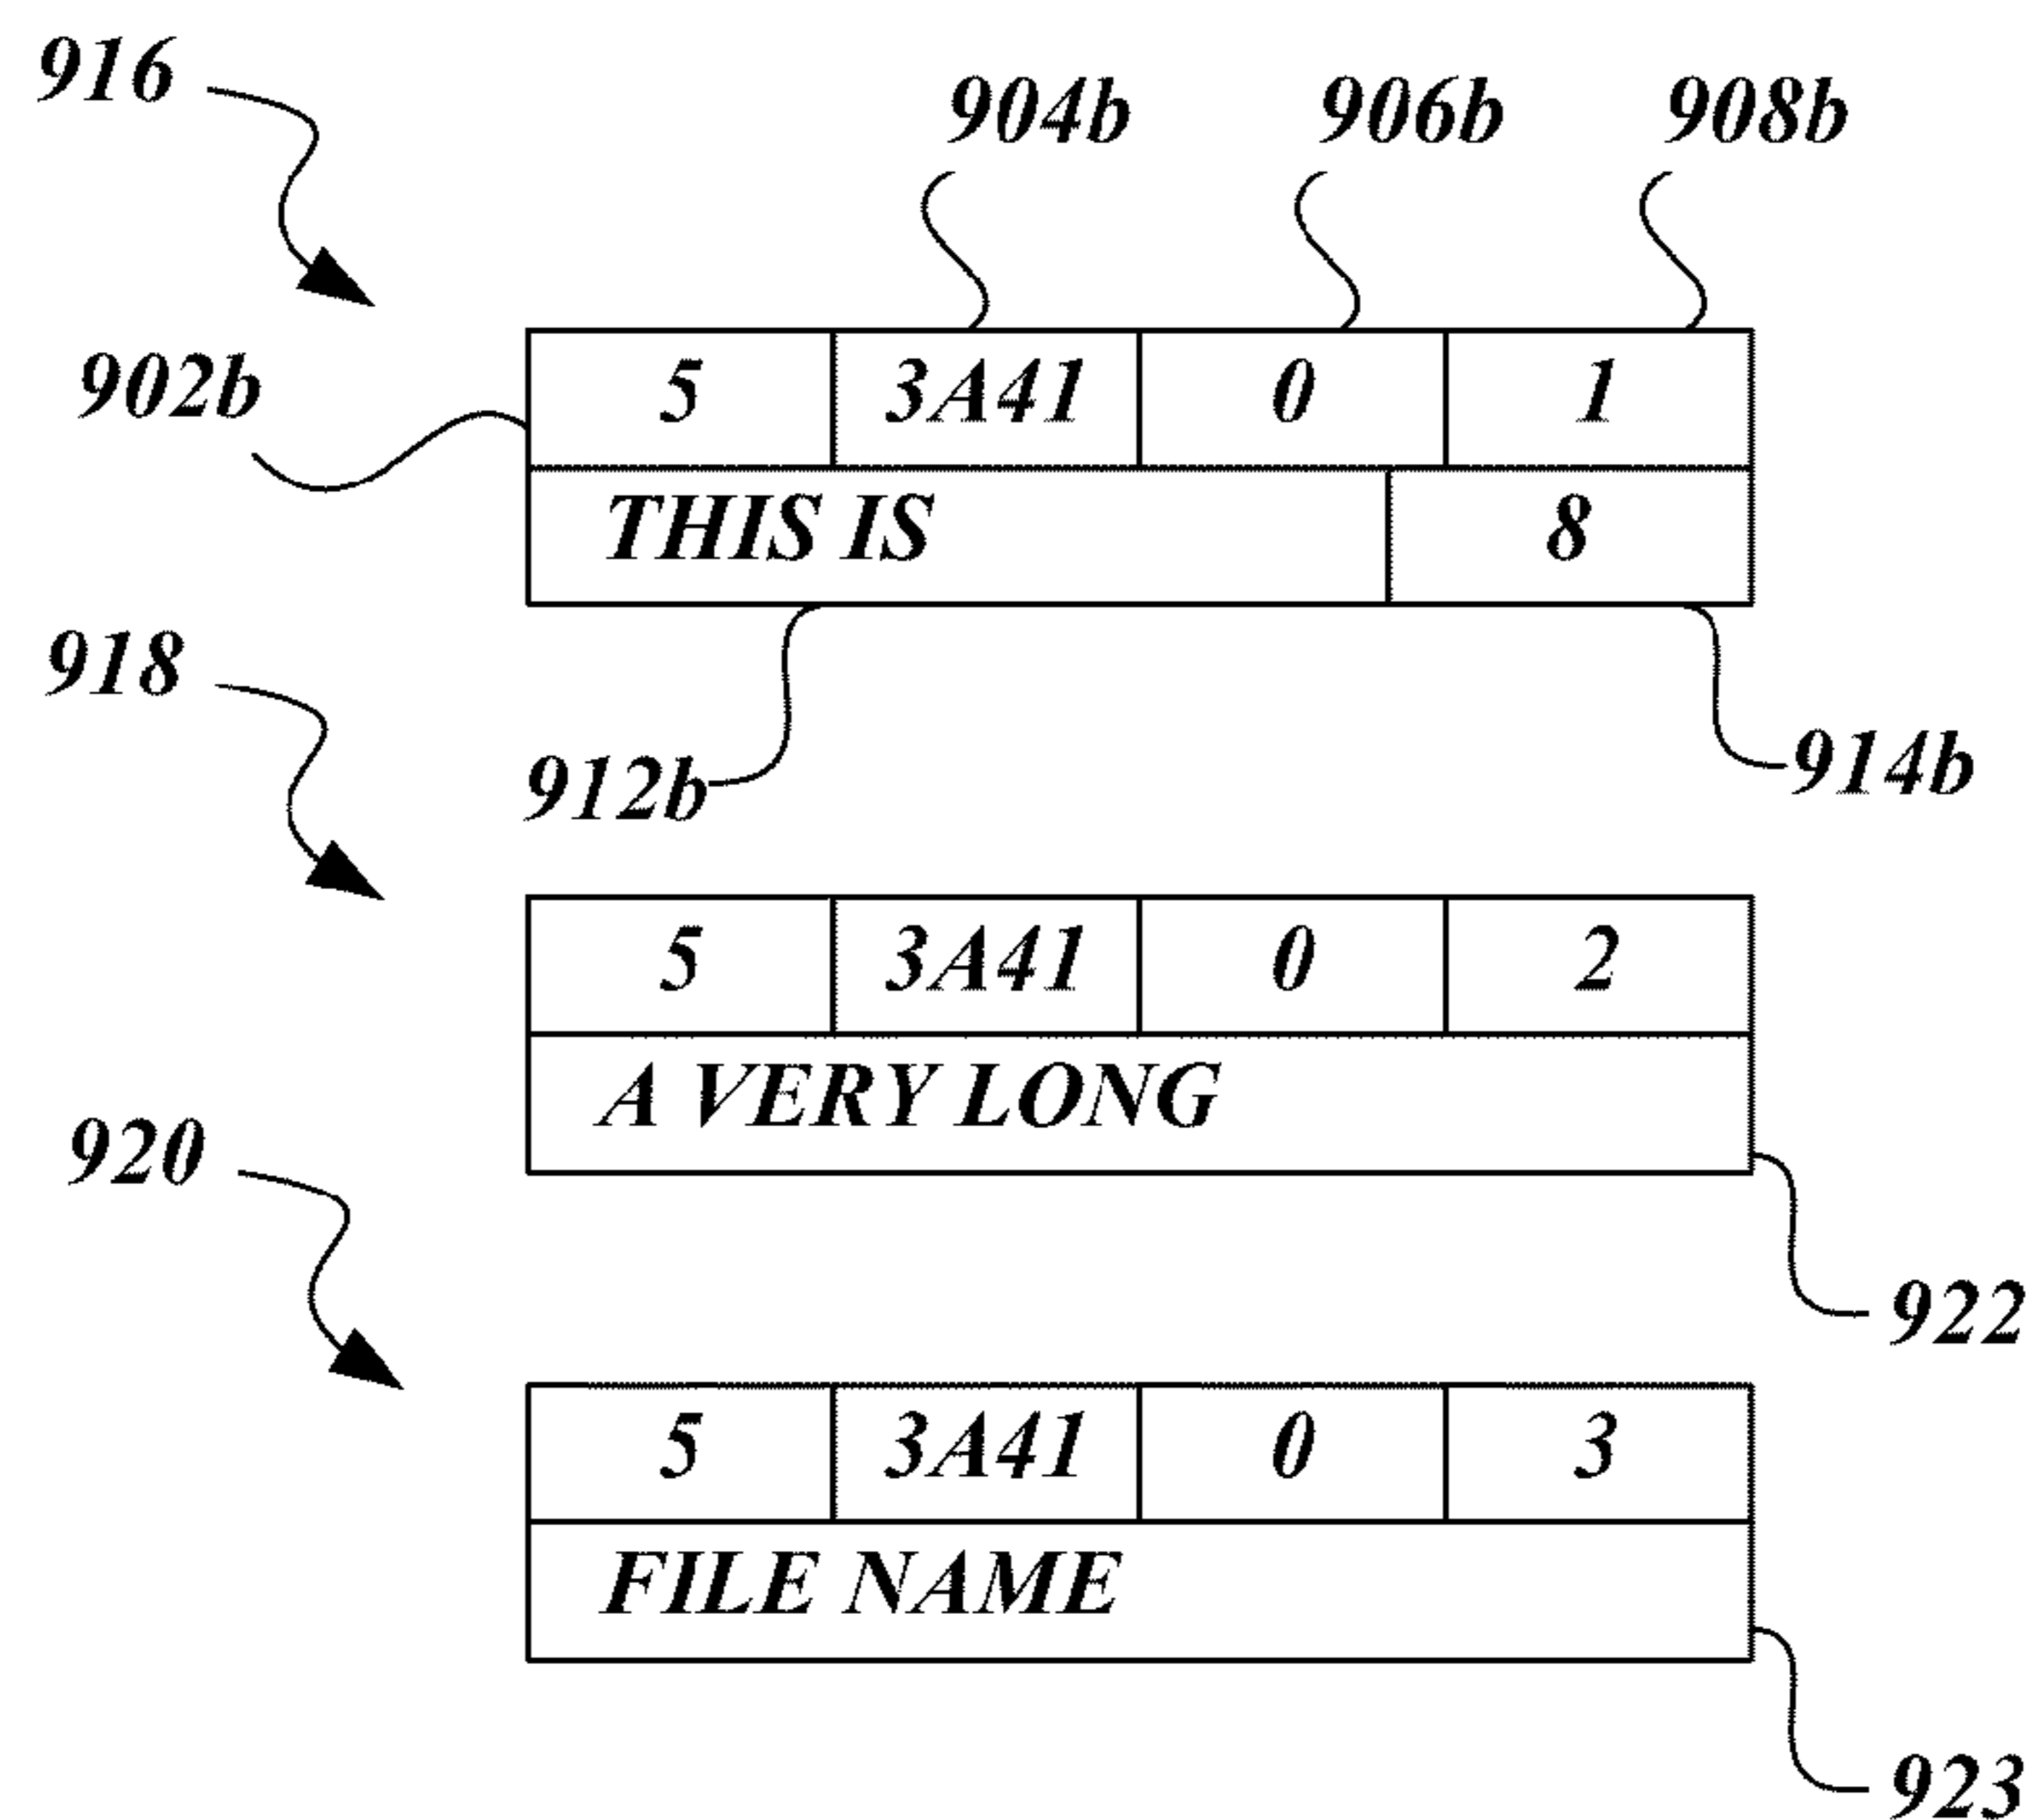 916
904b 906b 908b
902b
5 3A41 0 1
THIS IS 8
918
912b
914b
5 3A41 0 2
A VERY LONG
920
922
5 3A41 0 3
FILE NAME
923